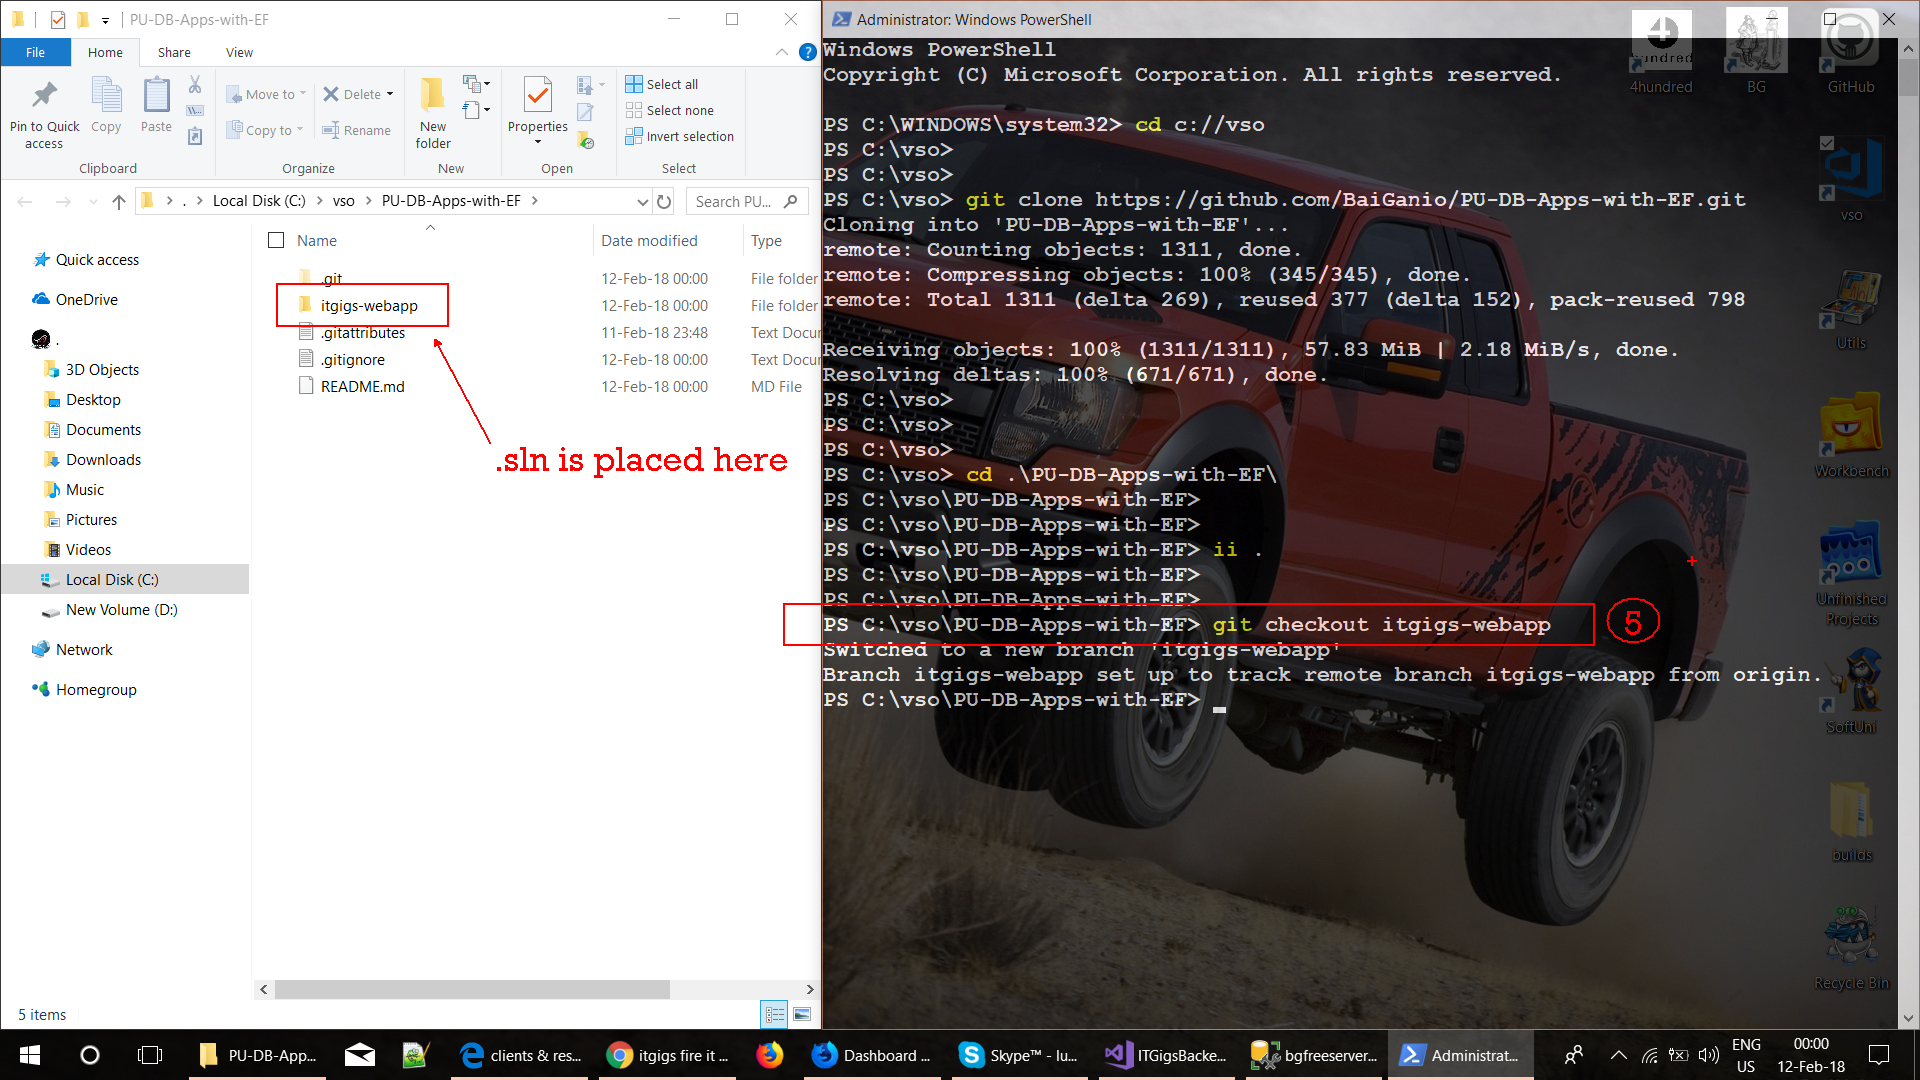 PU-DB-Apps-with-EF
File
Home
Share
View
Pin to Quick access
Copy
Paste
Clipboard
Move to
Copy to
Delete
Rename
Organize
New folder
New
Properties
Open
Select all
Select none
Invert selection
Select
. > Local Disk (C:) > vso > PU-DB-Apps-with-EF >
Search PU...
Name
Date modified
Type
.git 12-Feb-18 00:00 File folder
itgigs-webapp 12-Feb-18 00:00 File folder
.gitattributes 11-Feb-18 23:48 Text Docu
.gitignore 12-Feb-18 00:00 Text Docu
README.md 12-Feb-18 00:00 MD File
.sln is placed here
Quick access
OneDrive
.
3D Objects
Desktop
Documents
Downloads
Music
Pictures
Videos
Local Disk (C:)
New Volume (D:)
Network
Homegroup
5 items
Administrator: Windows PowerShell
Windows PowerShell
Copyright (C) Microsoft Corporation. All rights reserved.
PS C:\WINDOWS\system32> cd c://vso
PS C:\vso>
PS C:\vso>
PS C:\vso> git clone https://github.com/BaiGanio/PU-DB-Apps-with-EF.git
Cloning into 'PU-DB-Apps-with-EF'...
remote: Counting objects: 1311, done.
remote: Compressing objects: 100% (345/345), done.
remote: Total 1311 (delta 269), reused 377 (delta 152), pack-reused 798
Receiving objects: 100% (1311/1311), 57.83 MiB | 2.18 MiB/s, done.
Resolving deltas: 100% (671/671), done.
PS C:\vso>
PS C:\vso>
PS C:\vso>
PS C:\vso> cd .\PU-DB-Apps-with-EF\
PS C:\vso\PU-DB-Apps-with-EF>
PS C:\vso\PU-DB-Apps-with-EF>
PS C:\vso\PU-DB-Apps-with-EF> ii .
PS C:\vso\PU-DB-Apps-with-EF>
PS C:\vso\PU-DB-Apps-with-EF>
PS C:\vso\PU-DB-Apps-with-EF> git checkout itgigs-webapp
5
Switched to a new branch 'itgigs-webapp'
Branch itgigs-webapp set up to track remote branch itgigs-webapp from origin.
PS C:\vso\PU-DB-Apps-with-EF>
4hundred
BG
GitHub
vso
Utils
Workbench
Unfinished Projects
SoftUni
builds
Recycle Bin
PU-DB-App...
clients & res...
itgigs fire it ...
Dashboard ...
Skype™ - lu...
ITGigsBacke...
bgfreeserver...
Administrat...
ENG
US
00:00
12-Feb-18